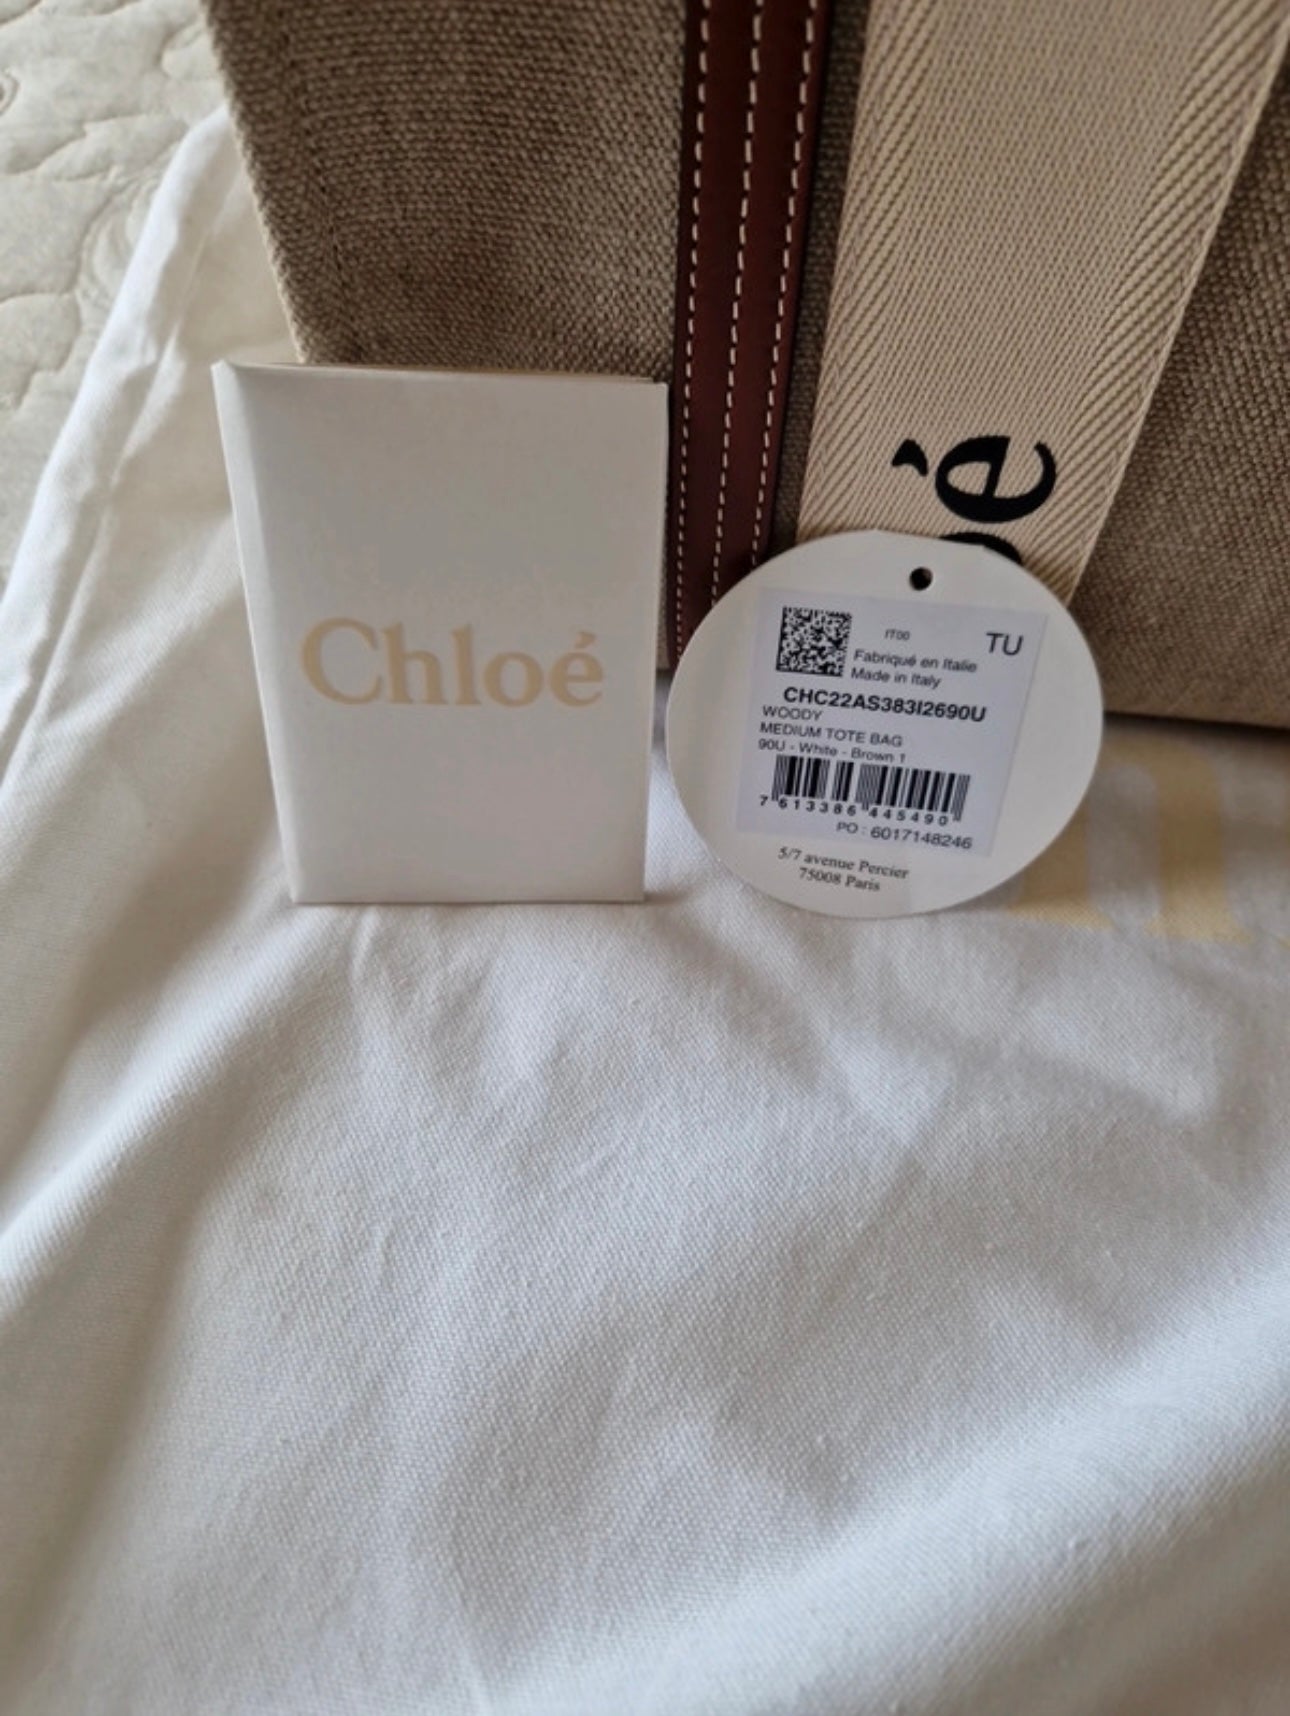 é
Chloé
IT00
TU
Fabriqué en Italie
Made in Italy
CHC22AS383I2690U
WOODY
MEDIUM TOTE BAG
90U - White - Brown 1
7 613386 445490
PO : 6017148246
5/7 avenue Percier
75008 Paris